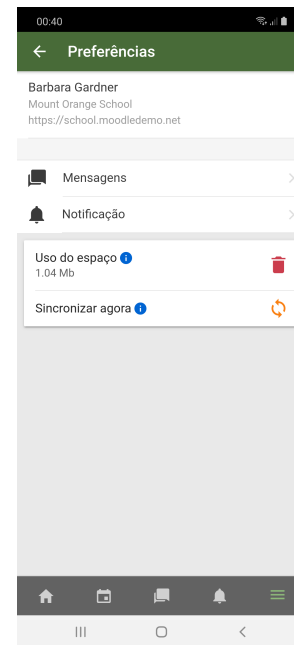 00:40
Preferências
Barbara Gardner
Mount Orange School
https://school.moodledemo.net
Mensagens
Notificação
Uso do espaço
1.04 Mb
Sincronizar agora